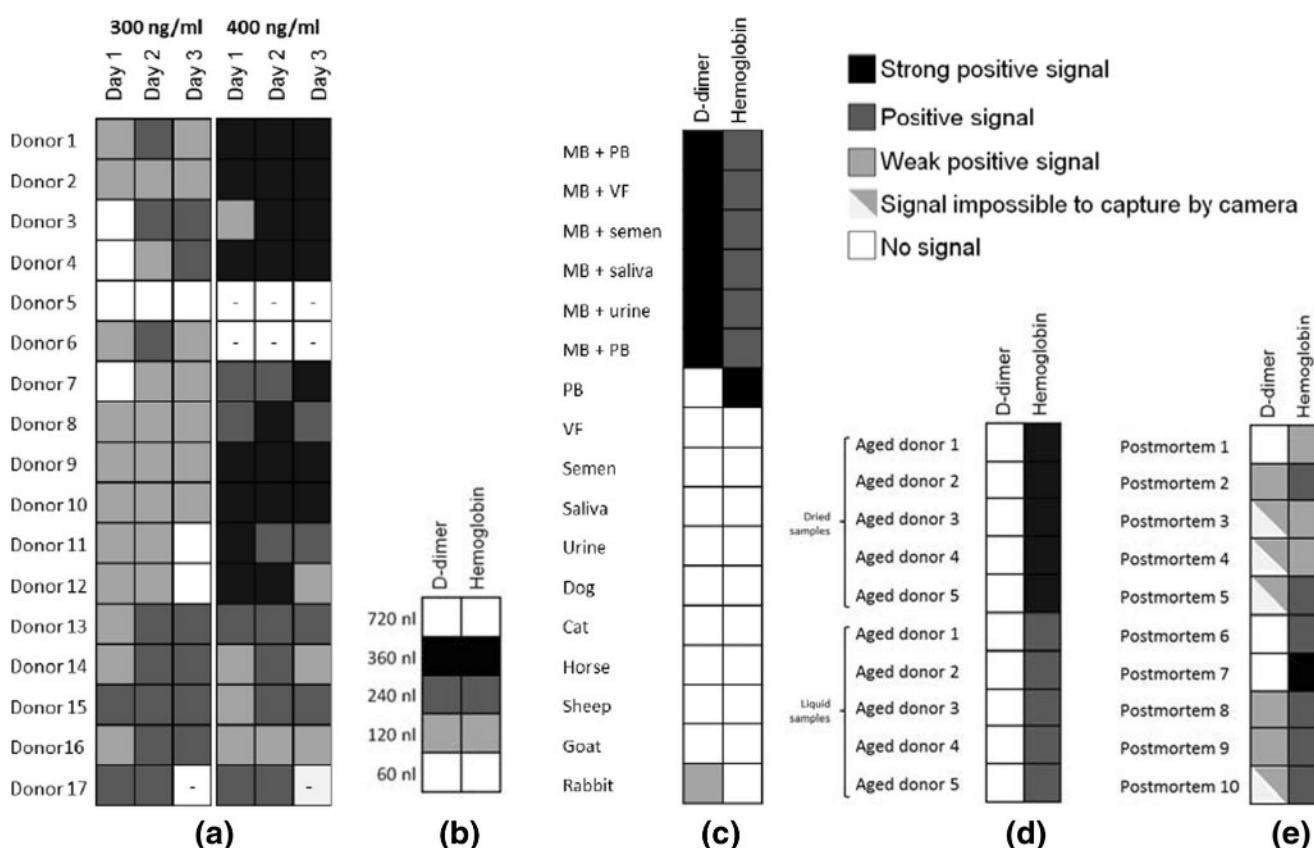 300 ng/ml 400 ng/ml
Day 1 Day 2 Day 3 Day 1 Day 2 Day 3
Donor 1
Donor 2
Donor 3
Donor 4
Donor 5 - - -
Donor 6 - - -
Donor 7
Donor 8
Donor 9
Donor 10
Donor 11
Donor 12
Donor 13
Donor 14
Donor 15
Donor16
Donor 17 - -
(a)
D-dimer Hemoglobin
720 nl
360 nl
240 nl
120 nl
60 nl
(b)
D-dimer Hemoglobin
MB + PB
MB + VF
MB + semen
MB + saliva
MB + urine
MB + PB
PB
VF
Semen
Saliva
Urine
Dog
Cat
Horse
Sheep
Goat
Rabbit
(c)
Strong positive signal
Positive signal
Weak positive signal
Signal impossible to capture by camera
No signal
D-dimer Hemoglobin
Dried samples
Aged donor 1
Aged donor 2
Aged donor 3
Aged donor 4
Aged donor 5
Liquid samples
Aged donor 1
Aged donor 2
Aged donor 3
Aged donor 4
Aged donor 5
(d)
D-dimer Hemoglobin
Postmortem 1
Postmortem 2
Postmortem 3
Postmortem 4
Postmortem 5
Postmortem 6
Postmortem 7
Postmortem 8
Postmortem 9
Postmortem 10
(e)